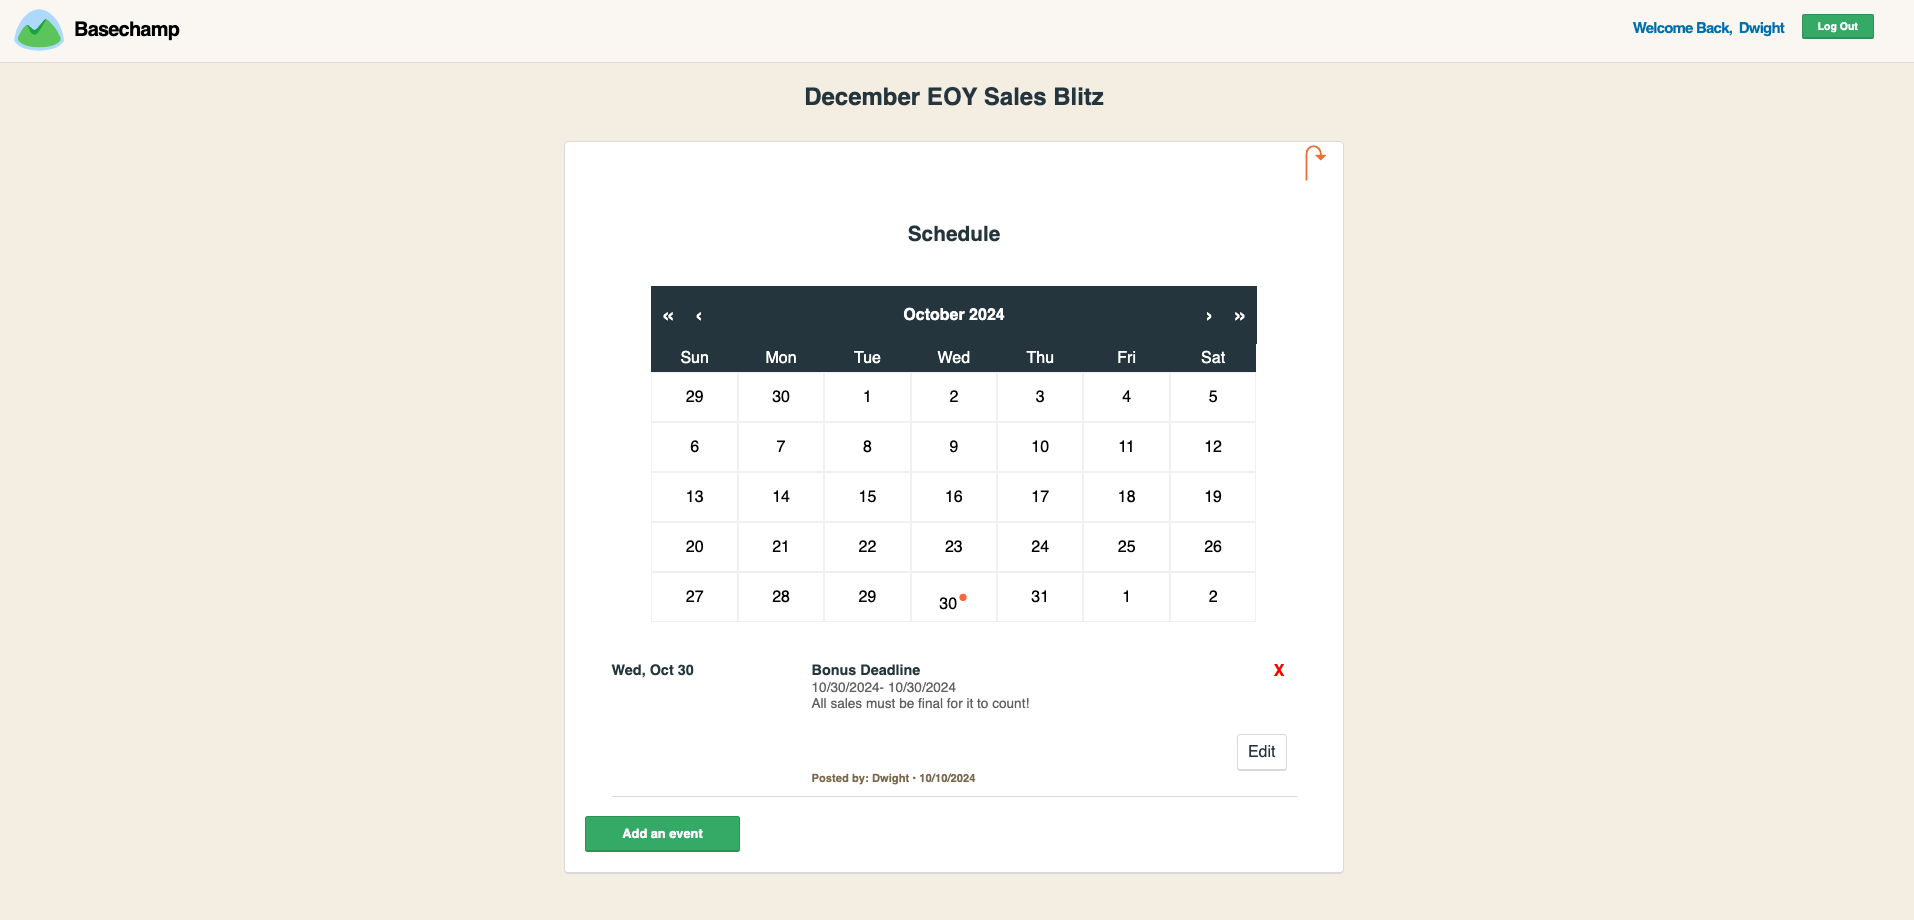 Basechamp
Welcome Back, Dwight
Log Out
December EOY Sales Blitz
Schedule
« ‹ October 2024 › »
Sun Mon Tue Wed Thu Fri Sat
29 30 1 2 3 4 5
6 7 8 9 10 11 12
13 14 15 16 17 18 19
20 21 22 23 24 25 26
27 28 29 30 31 1 2
Wed, Oct 30
Bonus Deadline
X
10/30/2024- 10/30/2024
All sales must be final for it to count!
Edit
Posted by: Dwight • 10/10/2024
Add an event